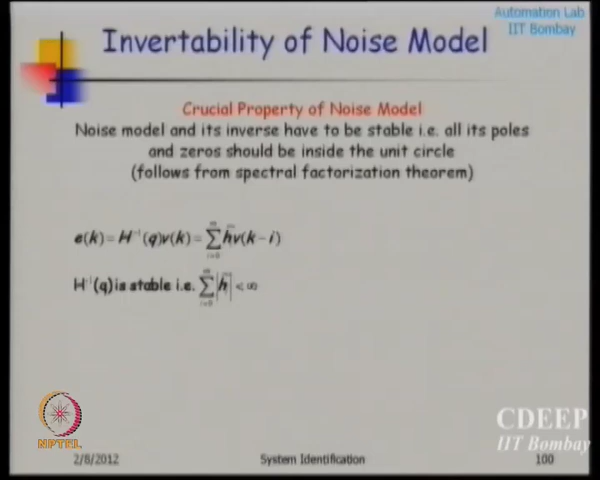 Automation Lab
IIT Bombay
Invertability of Noise Model
Crucial Property of Noise Model
Noise model and its inverse have to be stable i.e. all its poles
and zeros should be inside the unit circle
(follows from spectral factorization theorem)
e(k) = H⁻¹(q)v(k) = ∑ h̃v(k − i)
H⁻¹(q) is stable i.e. ∑ |h̃| < ∞
NPTEL
CDEEP
IIT Bombay
2/8/2012
System Identification
100